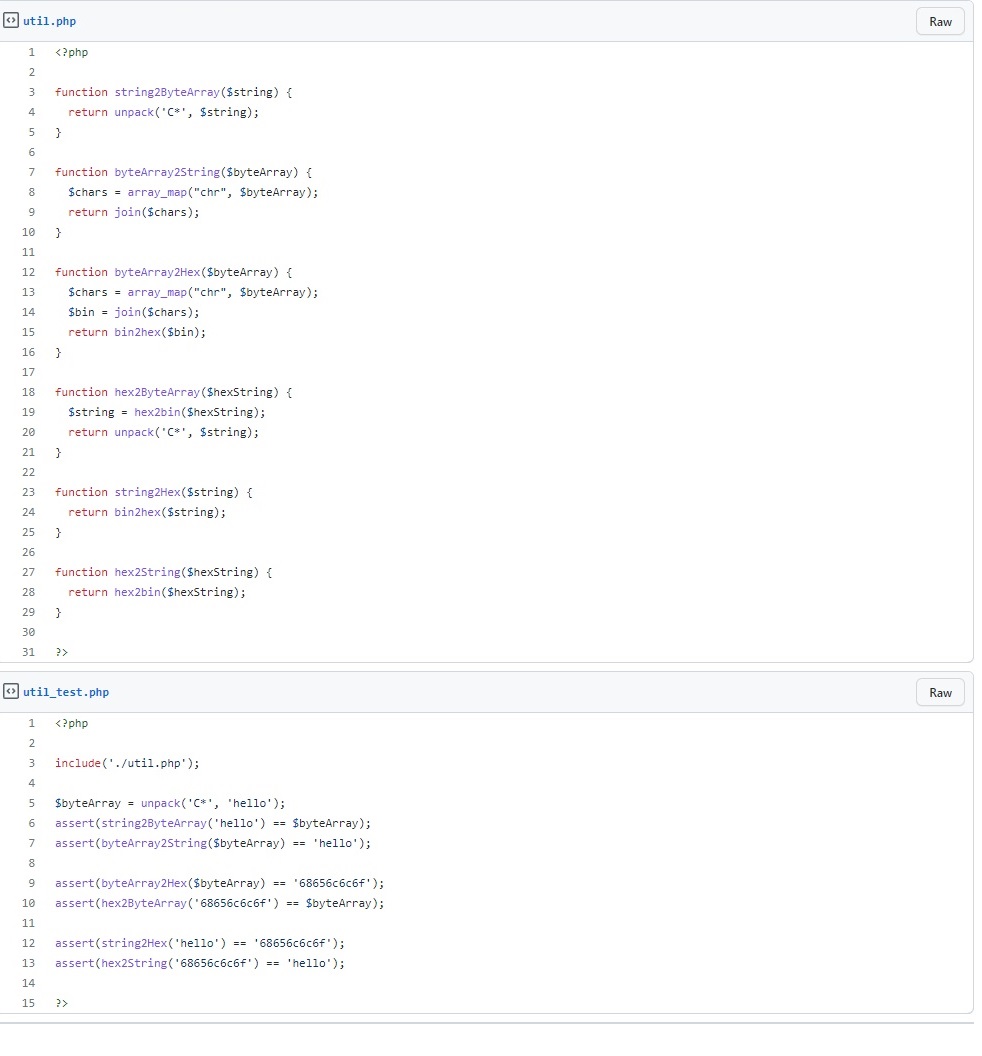 util.php
Raw
1 <?php
2
3 function string2ByteArray($string) {
4   return unpack('C*', $string);
5 }
6
7 function byteArray2String($byteArray) {
8   $chars = array_map("chr", $byteArray);
9   return join($chars);
10 }
11
12 function byteArray2Hex($byteArray) {
13   $chars = array_map("chr", $byteArray);
14   $bin = join($chars);
15   return bin2hex($bin);
16 }
17
18 function hex2ByteArray($hexString) {
19   $string = hex2bin($hexString);
20   return unpack('C*', $string);
21 }
22
23 function string2Hex($string) {
24   return bin2hex($string);
25 }
26
27 function hex2String($hexString) {
28   return hex2bin($hexString);
29 }
30
31 ?>
util_test.php
Raw
1 <?php
2
3 include('./util.php');
4
5 $byteArray = unpack('C*', 'hello');
6 assert(string2ByteArray('hello') == $byteArray);
7 assert(byteArray2String($byteArray) == 'hello');
8
9 assert(byteArray2Hex($byteArray) == '68656c6c6f');
10 assert(hex2ByteArray('68656c6c6f') == $byteArray);
11
12 assert(string2Hex('hello') == '68656c6c6f');
13 assert(hex2String('68656c6c6f') == 'hello');
14
15 ?>